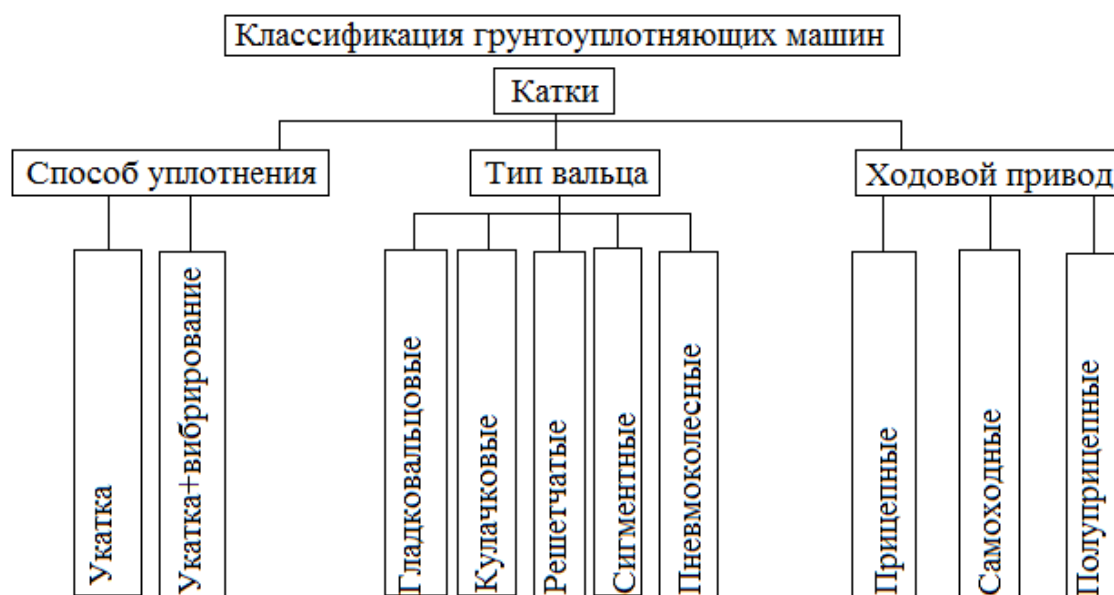 Классификация грунтоуплотняющих машин
Катки
Способ уплотнения
Тип вальца
Ходовой привод
Укатка
Укатка+вибрирование
Гладковальцовые
Кулачковые
Решетчатые
Сигментные
Пневмоколесные
Прицепные
Самоходные
Полуприцепные